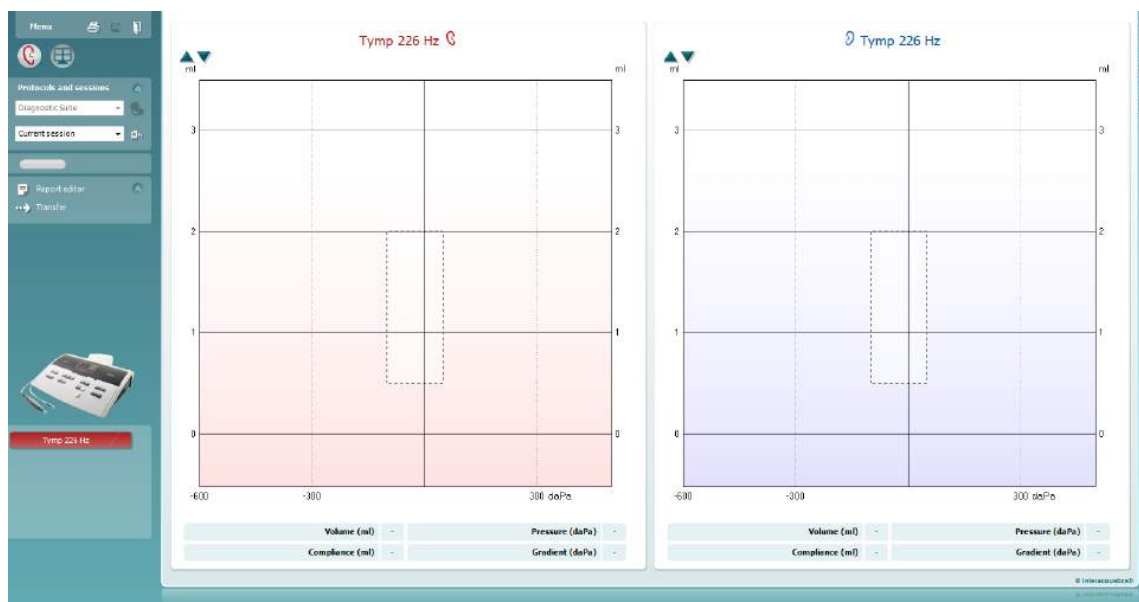 Menu
Protocols and sessions
Diagnostic Suite
Current session
Report editor
Transfer
Tymp 226 Hz
Tymp 226 Hz
ml
ml
3
3
2
2
1
1
0
0
-600
-300
300 daPa
Volume (ml) -
Pressure (daPa) -
Compliance (ml) -
Gradient (daPa) -
Tymp 226 Hz
ml
ml
3
3
2
2
1
1
0
0
-600
-300
300 daPa
Volume (ml) -
Pressure (daPa) -
Compliance (ml) -
Gradient (daPa) -